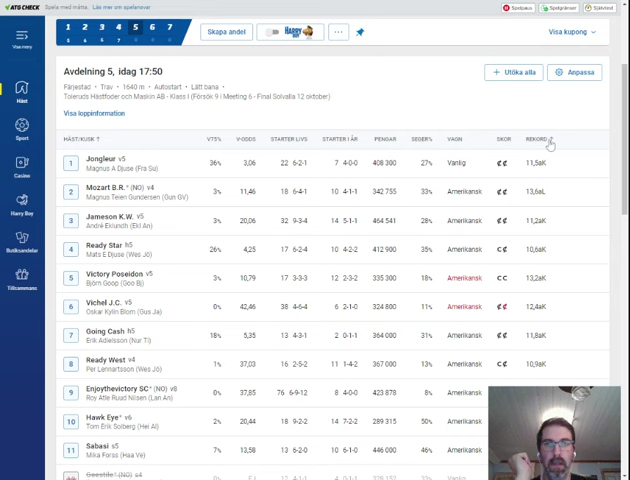 ATG CHECK Spela med måtta. Läs mer om spelansvar Spelpaus Spelgränser Självtest
1 2 3 4 5 6 7 Skapa andel HARRY BOY ... Visa kupong
Visa meny
Avdelning 5, idag 17:50 + Utöka alla Anpassa
Färjestad • Trav • 1640 m • Autostart • Lätt bana •
Toleruds Hästfoder och Maskin AB - Klass I (Försök 9 i Meeting 6 - Final Solvalla 12 oktober)
Visa loppinformation
Häst
Sport
Casino
Harry Boy
Butiksandelar
Tillsammans
HÄST/KUSK V75% V-ODDS STARTER LIVS STARTER I ÅR PENGAR SEGER% VAGN SKOR REKORD
1 Jongleur v5 36% 3,06 22 6-2-1 7 4-0-0 408 300 27% Vanlig 11,5aK
Magnus A Djuse (Fra Su)
2 Mozart B.R.* (NO) v4 3% 11,46 18 6-4-1 10 4-1-1 342 755 33% Amerikansk 13,6aL
Magnus Teien Gundersen (Gun GV)
3 Jameson K.W. v5 3% 20,06 32 9-3-4 14 5-1-1 464 541 28% Amerikansk 11,2aK
André Eklundh (Ekl An)
4 Ready Star h5 26% 4,25 17 6-2-4 10 4-2-2 412 900 35% Amerikansk 10,6aK
Mats E Djuse (Wes Jö)
5 Victory Poseidon v5 3% 10,79 17 3-3-3 12 2-3-2 335 300 18% Amerikansk 13,2aK
Björn Goop (Goo Bj)
6 Vichel J.C. v5 0% 42,46 38 4-6-4 6 2-1-0 324 800 11% Amerikansk 12,4aK
Oskar Kylin Blom (Gus Ja)
7 Going Cash h5 18% 5,35 13 4-3-1 2 0-1-1 364 000 31% Amerikansk 11,8aK
Erik Adielsson (Nur Ti)
8 Ready West v4 1% 37,03 16 2-5-2 11 1-4-2 367 000 13% Amerikansk 10,9aK
Per Lennartsson (Wes Jö)
9 Enjoythevictory SC* (NO) v8 0% 37,85 76 6-9-12 8 4-0-0 423 878 8% Amerikansk
Roy Atle Ruud Nilsen (Lan An)
10 Hawk Eye* v6 2% 20,44 18 9-2-2 14 7-2-2 289 315 50% Amerikansk
Tom Erik Solberg (Hei Al)
11 Sabasi s5 7% 13,58 13 6-2-0 10 6-1-0 284 000 46% Amerikansk
Mika Forss (Haa Ve)